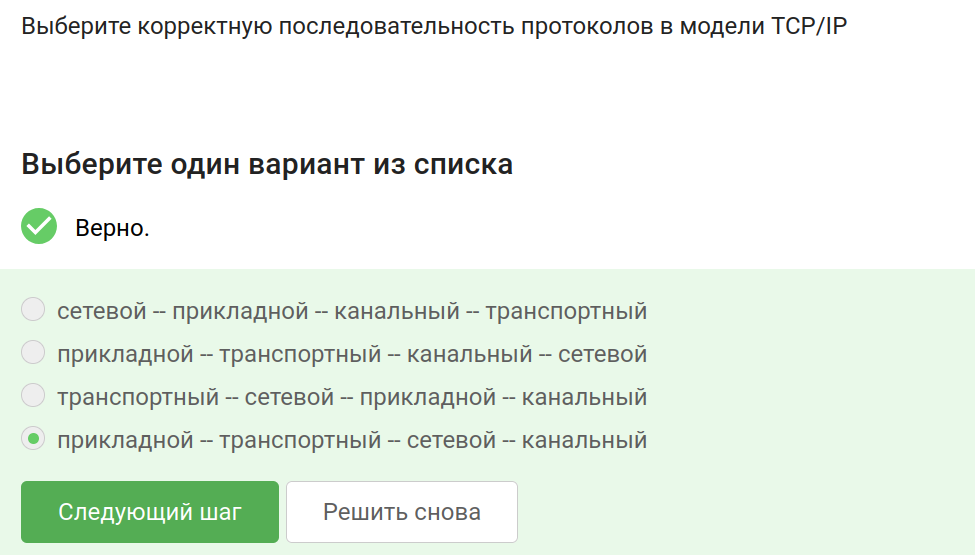 Выберите корректную последовательность протоколов в модели TCP/IP
Выберите один вариант из списка
Верно.
сетевой -- прикладной -- канальный -- транспортный
прикладной -- транспортный -- канальный -- сетевой
транспортный -- сетевой -- прикладной -- канальный
прикладной -- транспортный -- сетевой -- канальный
Следующий шаг
Решить снова